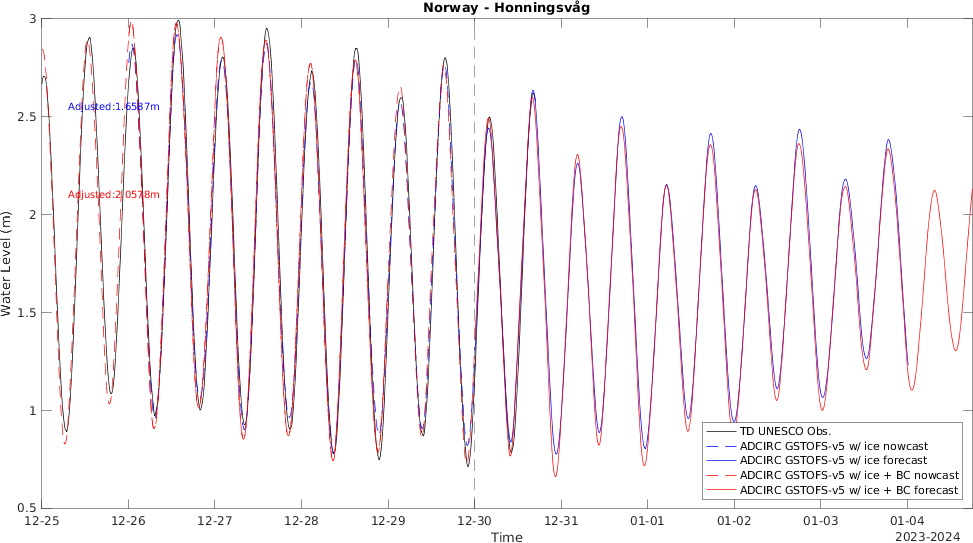 Norway - Honningsvåg
3
2.5
2
1.5
1
0.5
Water Level (m)
Adjusted:1.6587m
Adjusted:2.0578m
TD UNESCO Obs.
ADCIRC GSTOFS-v5 w/ ice nowcast
ADCIRC GSTOFS-v5 w/ ice forecast
ADCIRC GSTOFS-v5 w/ ice + BC nowcast
ADCIRC GSTOFS-v5 w/ ice + BC forecast
12-25 12-26 12-27 12-28 12-29 12-30 12-31 01-01 01-02 01-03 01-04
Time
2023-2024